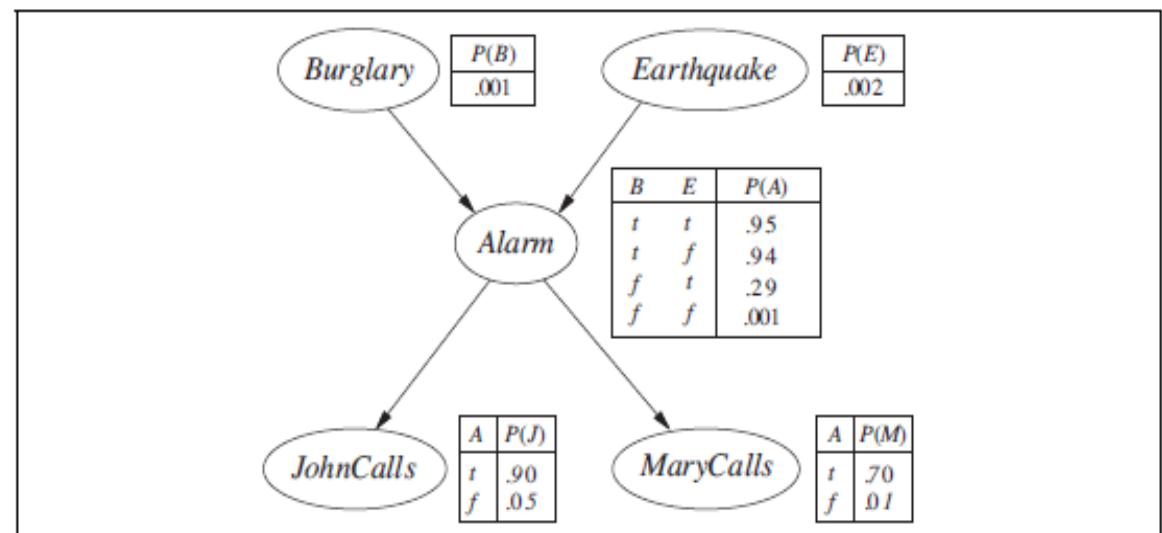 Burglary
P(B)
.001
Earthquake
P(E)
.002
B E P(A)
t t .95
t f .94
f t .29
f f .001
Alarm
JohnCalls
A P(J)
t .90
f .05
MaryCalls
A P(M)
t .70
f .01